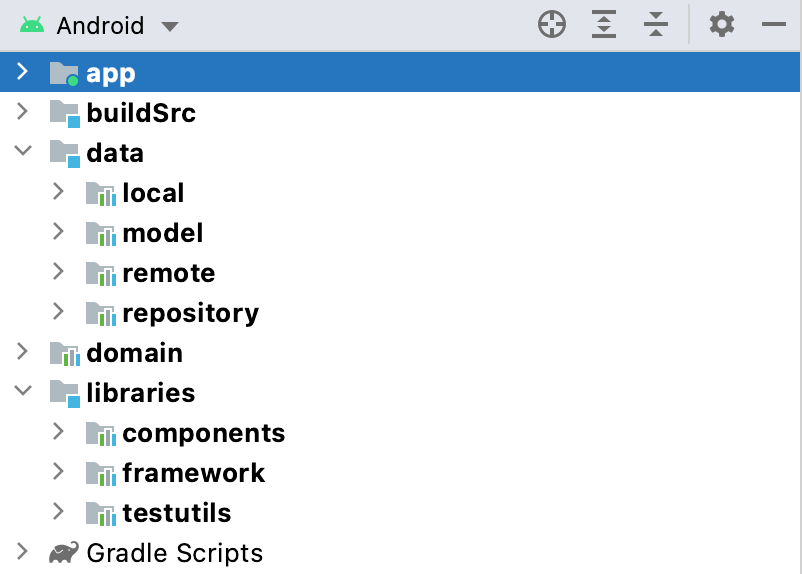 Android
app
buildSrc
data
local
model
remote
repository
domain
libraries
components
framework
testutils
Gradle Scripts